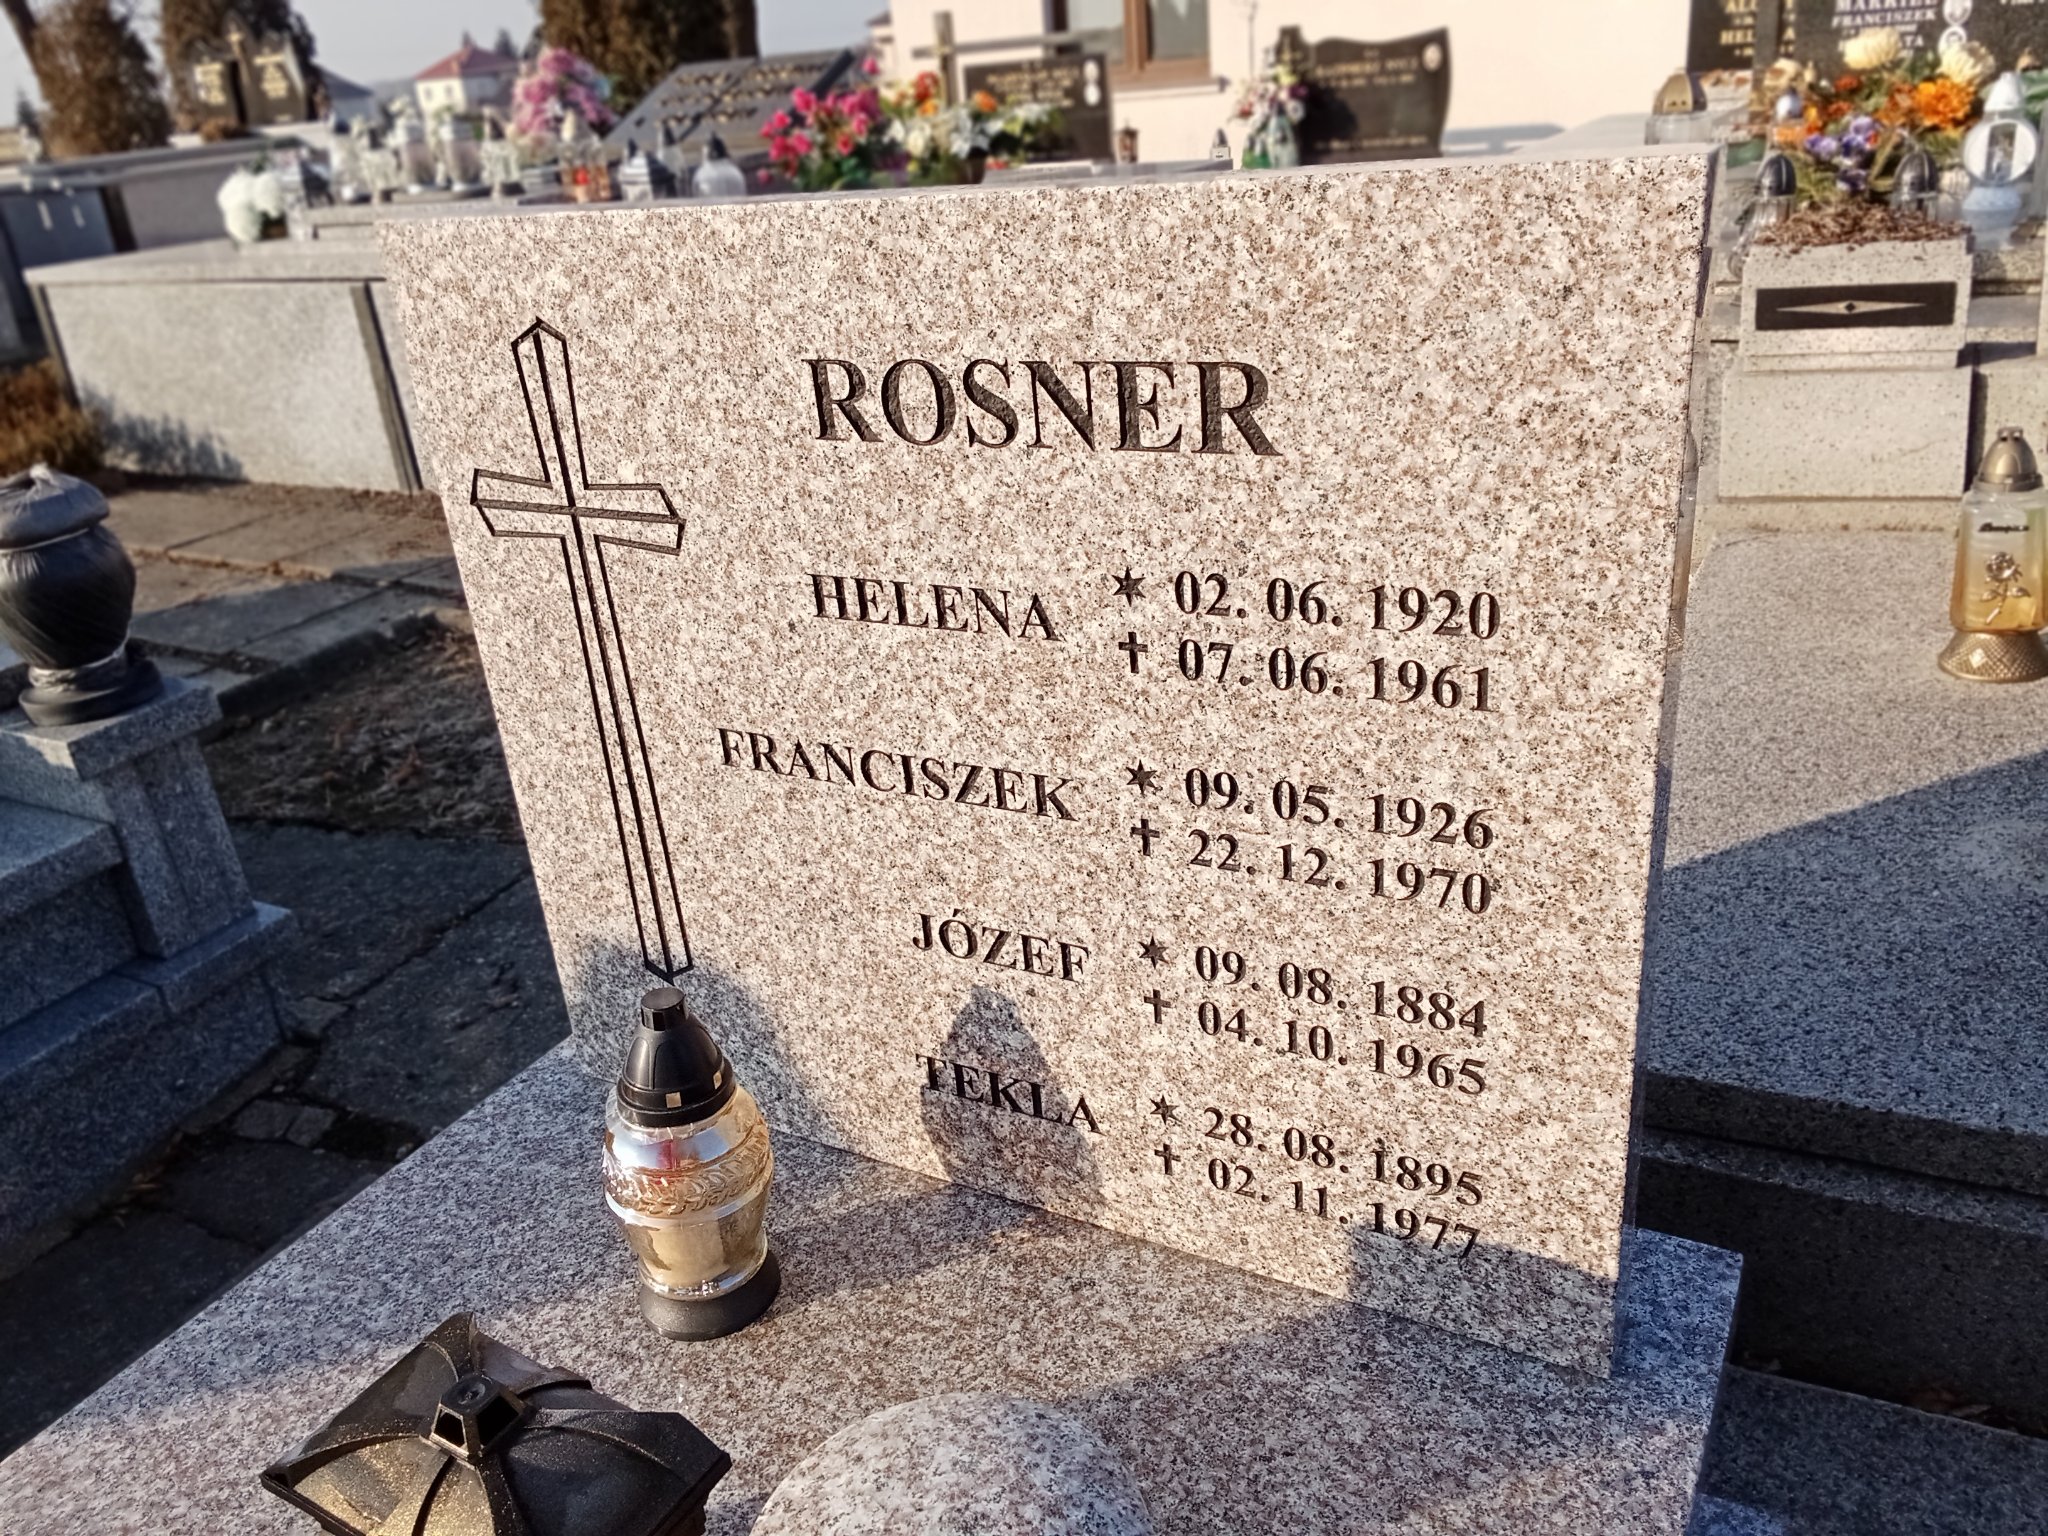 ROSNER
HELENA ★ 02. 06. 1920
✝ 07. 06. 1961
FRANCISZEK ★ 09. 05. 1926
✝ 22. 12. 1970
JÓZEF ★ 09. 08. 1884
✝ 04. 10. 1965
TEKLA ★ 28. 08. 1895
✝ 02. 11. 1977
FRANCISZEK